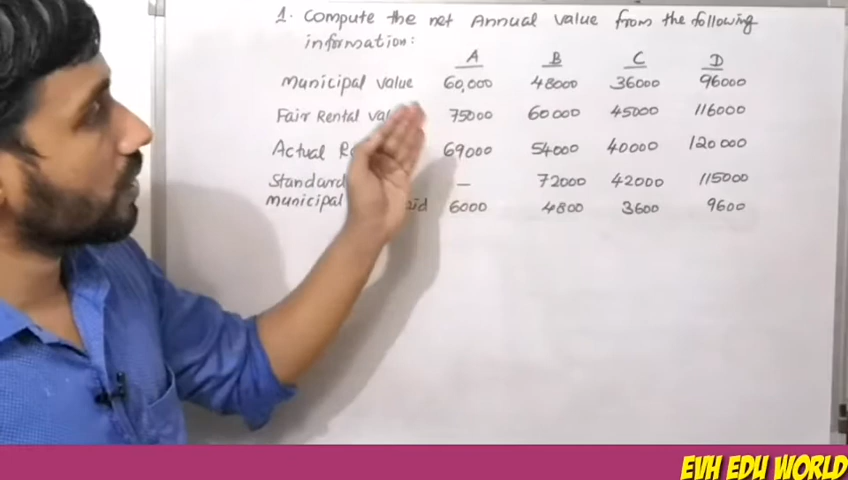 1. Compute the net Annual value from the following
information:
A B C D
Municipal value 60,000 48000 36000 96000
Fair Rental 75000 60000 45000 116000
Actual 69000 54000 40000 120000
Standard — 72000 42000 115000
municipal 6000 4800 3600 9600
EVH EDU WORLD